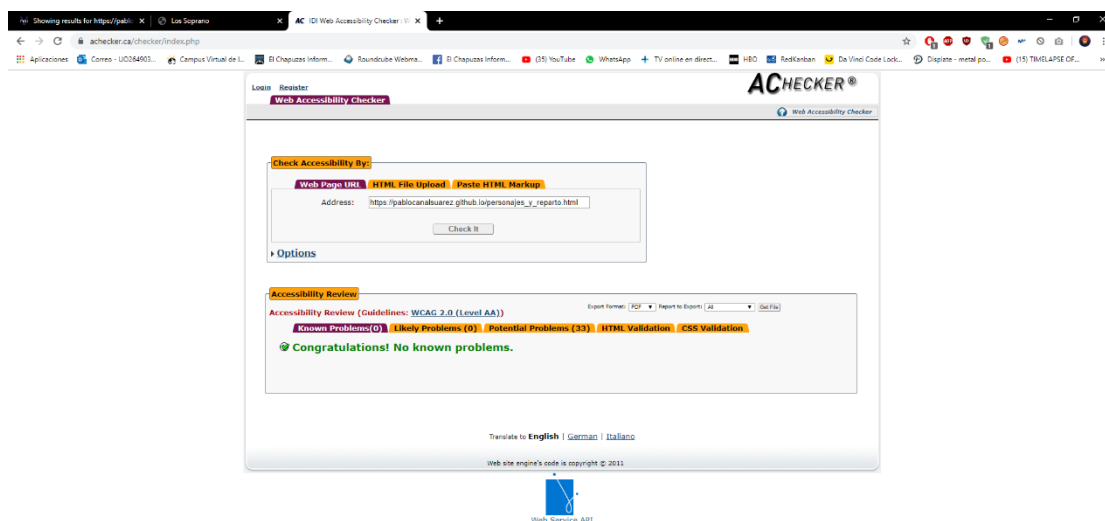 Showing results for https://pablc Los Soprano AC IDI Web Accessibility Checker : W
achecker.ca/checker/index.php
Aplicaciones Correo - UO264903... Campus Virtual de l... El Chapuzas Inform... Roundcube Webma... El Chapuzas Inform... (35) YouTube WhatsApp TV online en direct... HBO RedKanban Da Vinci Code Lock... Displate - metal po... (15) TIMELAPSE OF...
Login Register
ACHECKER®
Web Accessibility Checker
Web Accessibility Checker
Check Accessibility By:
Web Page URL HTML File Upload Paste HTML Markup
Address: https://pablocanalsuarez.github.io/personajes_y_reparto.html
Check It
Options
Accessibility Review
Export Format: PDF Report to Export: All Get File
Accessibility Review (Guidelines: WCAG 2.0 (Level AA))
Known Problems(0) Likely Problems (0) Potential Problems (33) HTML Validation CSS Validation
Congratulations! No known problems.
Translate to English | German | Italiano
Web site engine's code is copyright © 2011
Web Service API